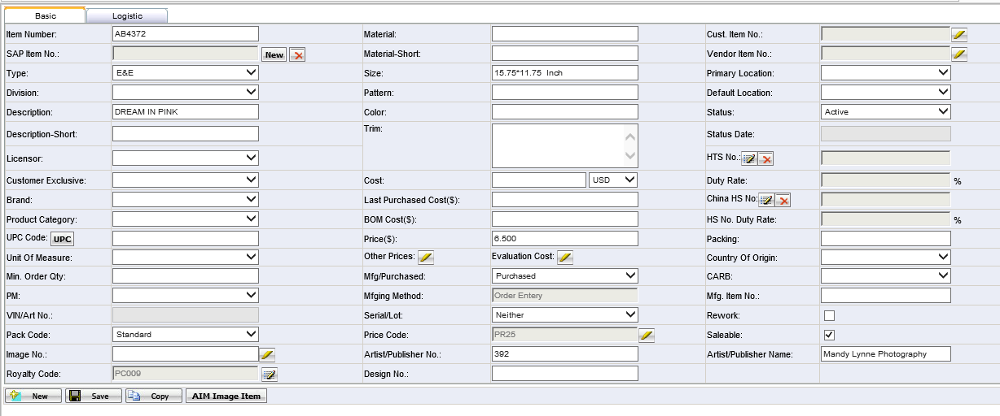 Basic Logistic
Item Number: AB4372 Material: Cust. Item No.:
SAP Item No.: New Material-Short: Vendor Item No.:
Type: E&E Size: 15.75*11.75 Inch Primary Location:
Division: Pattern: Default Location:
Description: DREAM IN PINK Color: Status: Active
Description-Short: Trim: Status Date:
Licensor: HTS No.:
Customer Exclusive: Cost: USD Duty Rate: %
Brand: Last Purchased Cost($): China HS No:
Product Category: BOM Cost($): HS No. Duty Rate: %
UPC Code: UPC Price($): 6.500 Packing:
Unit Of Measure: Other Prices: Evaluation Cost: Country Of Origin:
Min. Order Qty: Mfg/Purchased: Purchased CARB:
PM: Mfging Method: Order Entery Mfg. Item No.:
VIN/Art No.: Serial/Lot: Neither Rework:
Pack Code: Standard Price Code: PR25 Saleable:
Image No.: Artist/Publisher No.: 392 Artist/Publisher Name: Mandy Lynne Photography
Royalty Code: PC009 Design No.:
New Save Copy AIM Image Item